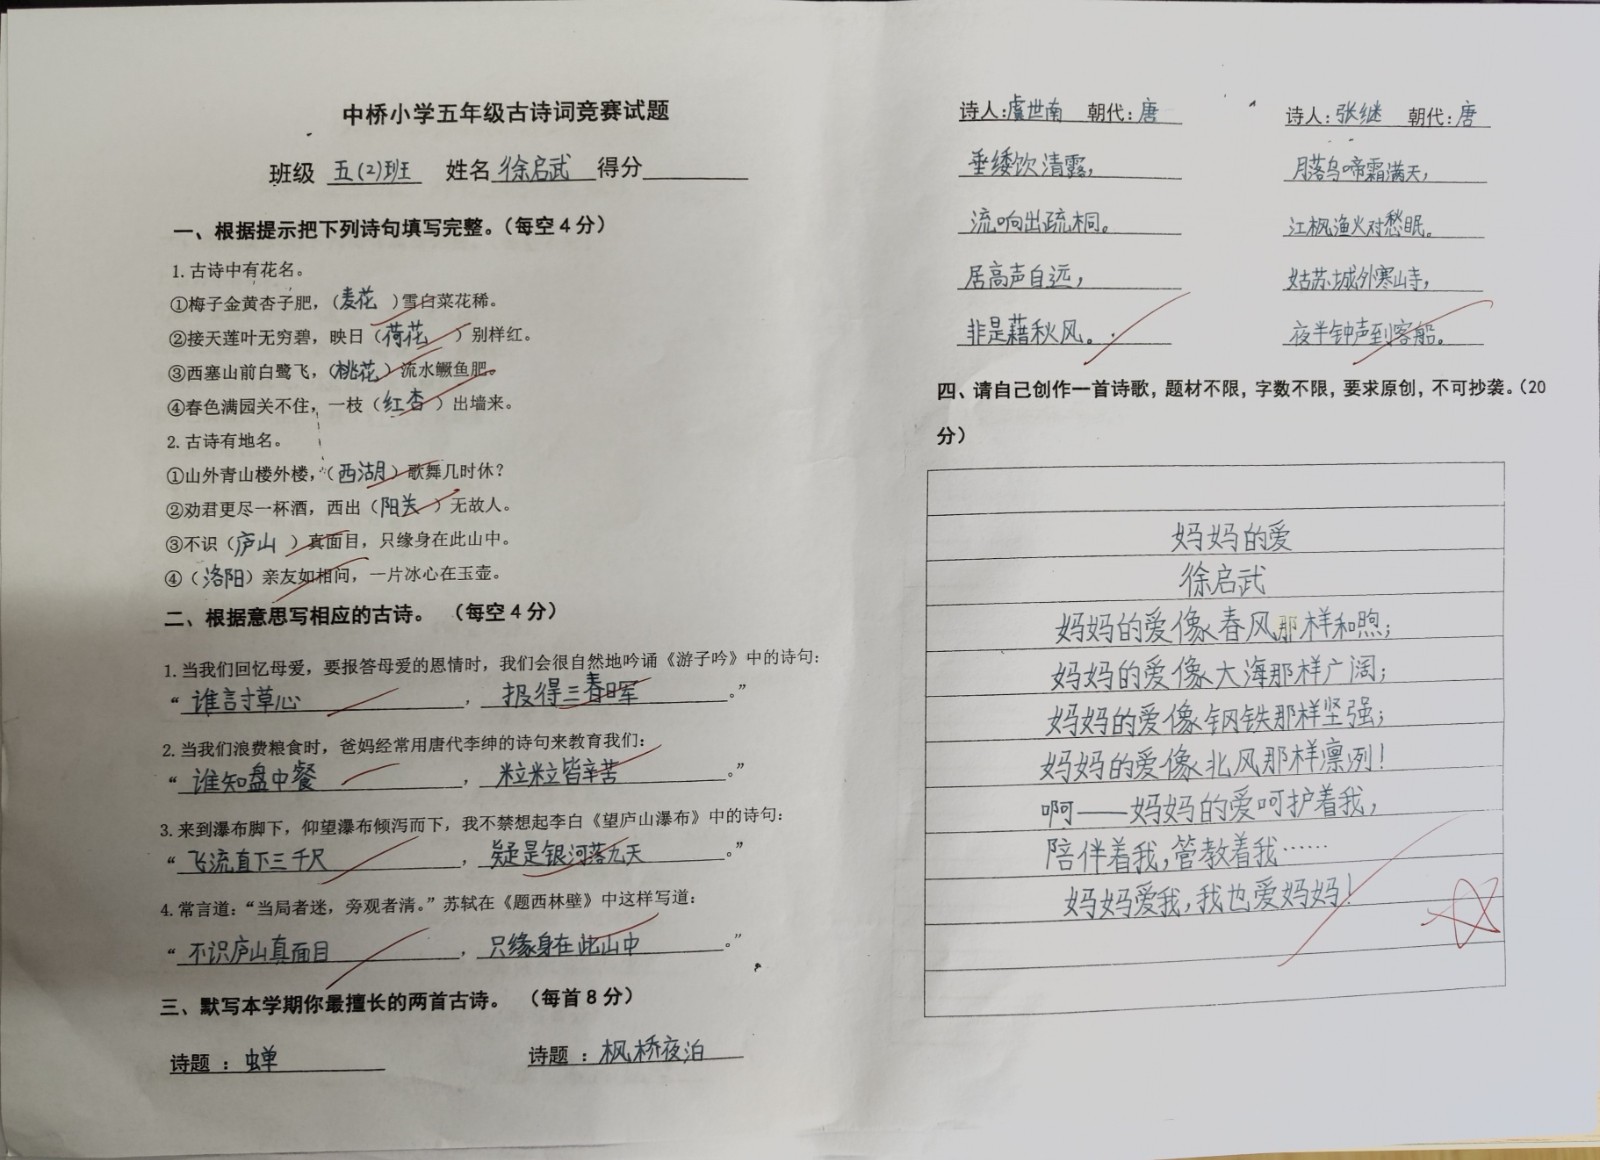 中桥小学五年级古诗词竞赛试题
班级 五(2)班 姓名 徐启武 得分
一、根据提示把下列诗句填写完整。(每空4分)
1.古诗中有花名。
①梅子金黄杏子肥，(麦花)雪白菜花稀。
②接天莲叶无穷碧，映日(荷花)别样红。
③西塞山前白鹭飞，(桃花)流水鳜鱼肥。
④春色满园关不住，一枝(红杏)出墙来。
2.古诗有地名。
①山外青山楼外楼，(西湖)歌舞几时休？
②劝君更尽一杯酒，西出(阳关)无故人。
③不识(庐山)真面目，只缘身在此山中。
④(洛阳)亲友如相问，一片冰心在玉壶。
二、根据意思写相应的古诗。 (每空4分)
1.当我们回忆母爱，要报答母爱的恩情时，我们会很自然地吟诵《游子吟》中的诗句：
“谁言寸草心，报得三春晖。”
2.当我们浪费粮食时，爸妈经常用唐代李绅的诗句来教育我们：
“谁知盘中餐，粒粒皆辛苦。”
3.来到瀑布脚下，仰望瀑布倾泻而下，我不禁想起李白《望庐山瀑布》中的诗句：
“飞流直下三千尺，疑是银河落九天。”
4.常言道：“当局者迷，旁观者清。”苏轼在《题西林壁》中这样写道：
“不识庐山真面目，只缘身在此山中。”
三、默写本学期你最擅长的两首古诗。 (每首8分)
诗题：蝉 诗题：枫桥夜泊
诗人：虞世南 朝代：唐 诗人：张继 朝代：唐
垂緌饮清露， 月落乌啼霜满天，
流响出疏桐。 江枫渔火对愁眠。
居高声自远， 姑苏城外寒山寺，
非是藉秋风。 夜半钟声到客船。
四、请自己创作一首诗歌，题材不限，字数不限，要求原创，不可抄袭。(20
分)
妈妈的爱
徐启武
妈妈的爱像春风那样和煦；
妈妈的爱像大海那样广阔；
妈妈的爱像钢铁那样坚强；
妈妈的爱像北风那样凛冽！
啊——妈妈的爱呵护着我，
陪伴着我，管教着我……
妈妈爱我，我也爱妈妈！